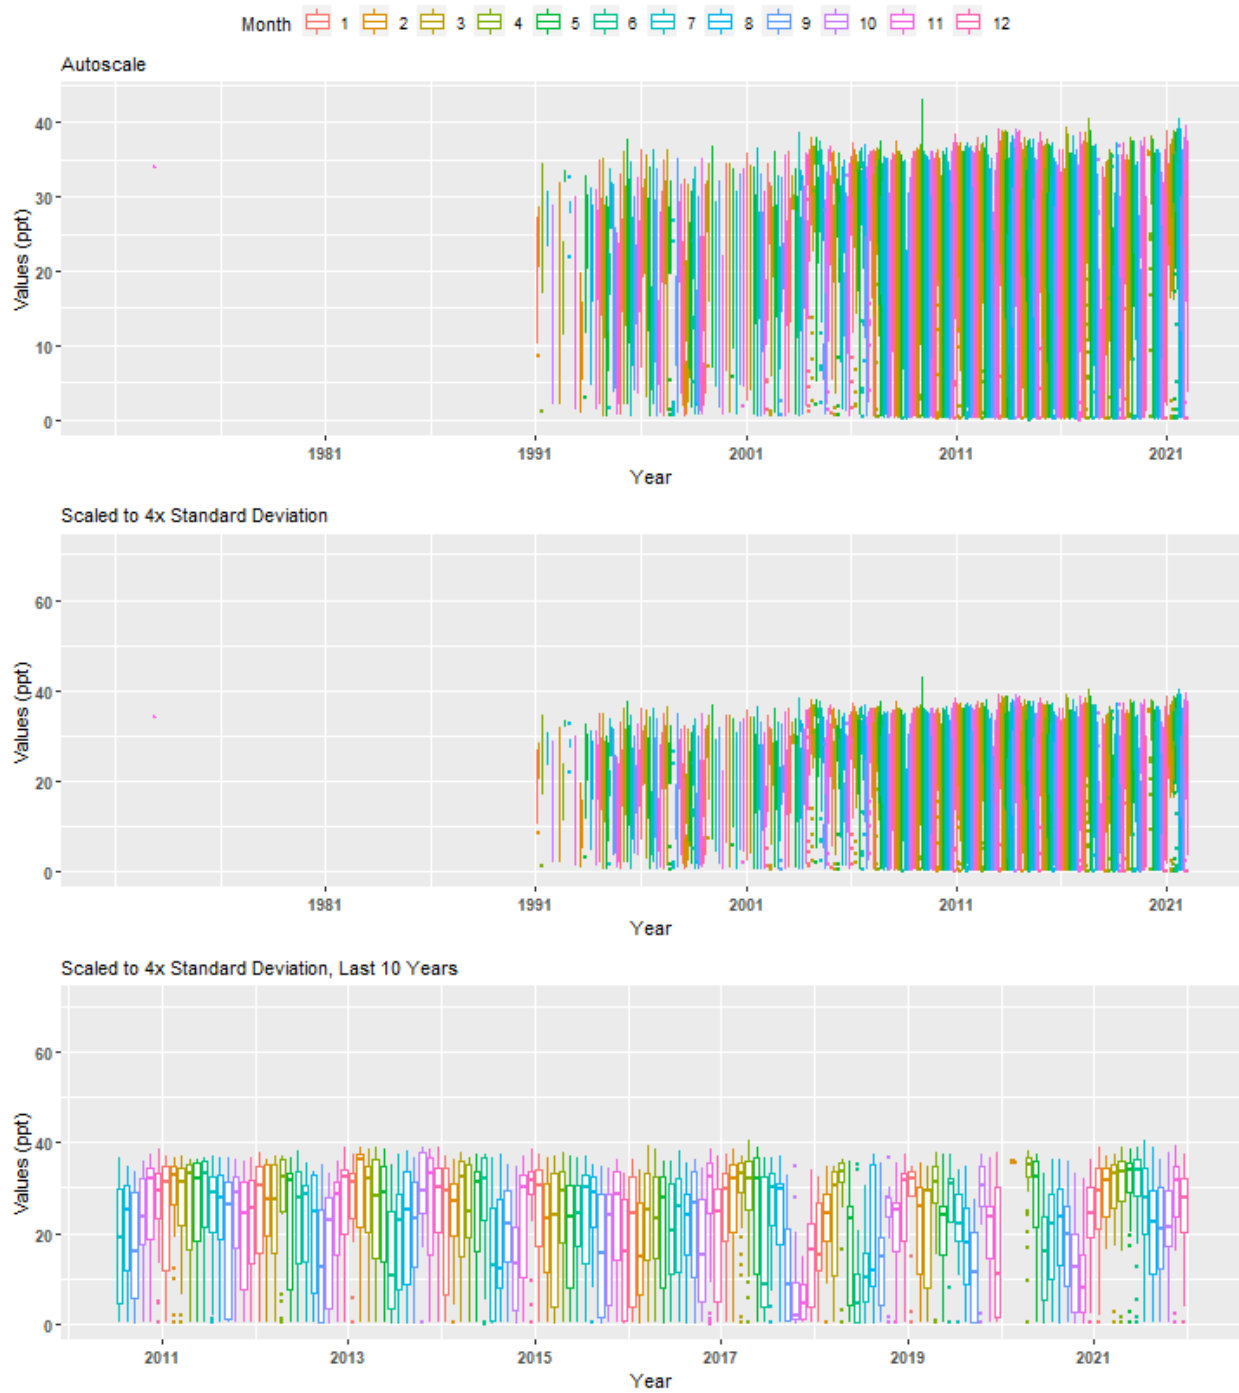 Month 1 2 3 4 5 6 7 8 9 10 11 12
Autoscale
Values (ppt)
40
30
20
10
0
1981 1991 2001 2011 2021
Year
Scaled to 4x Standard Deviation
Values (ppt)
60
40
20
0
1981 1991 2001 2011 2021
Year
Scaled to 4x Standard Deviation, Last 10 Years
Values (ppt)
60
40
20
0
2011 2013 2015 2017 2019 2021
Year